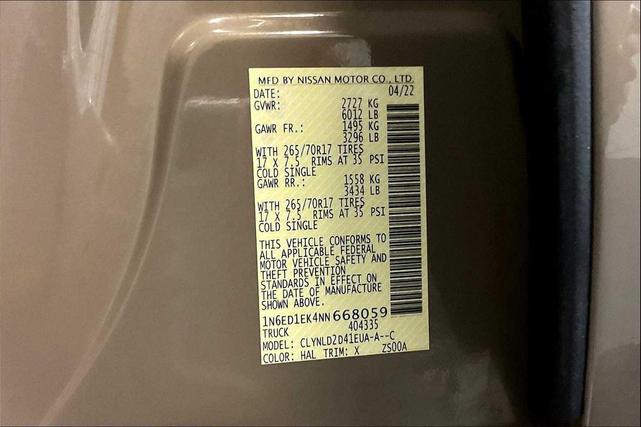 MFD BY NISSAN MOTOR CO., LTD.
DATE: 04/22
GVWR: 2727 KG
6012 LB
GAWR FR.: 1495 KG
3296 LB
WITH 265/70R17 TIRES
17 X 7.5 RIMS AT 35 PSI
COLD SINGLE
GAWR RR.: 1558 KG
3434 LB
WITH 265/70R17 TIRES
17 X 7.5 RIMS AT 35 PSI
COLD SINGLE
THIS VEHICLE CONFORMS TO
ALL APPLICABLE FEDERAL
MOTOR VEHICLE SAFETY AND
THEFT PREVENTION
STANDARDS IN EFFECT ON
THE DATE OF MANUFACTURE
SHOWN ABOVE.
1N6ED1EK4NN668059
TRUCK 404335
MODEL: CLYNLD2D41EUA-A--C
COLOR: HAL TRIM: X ZS00A